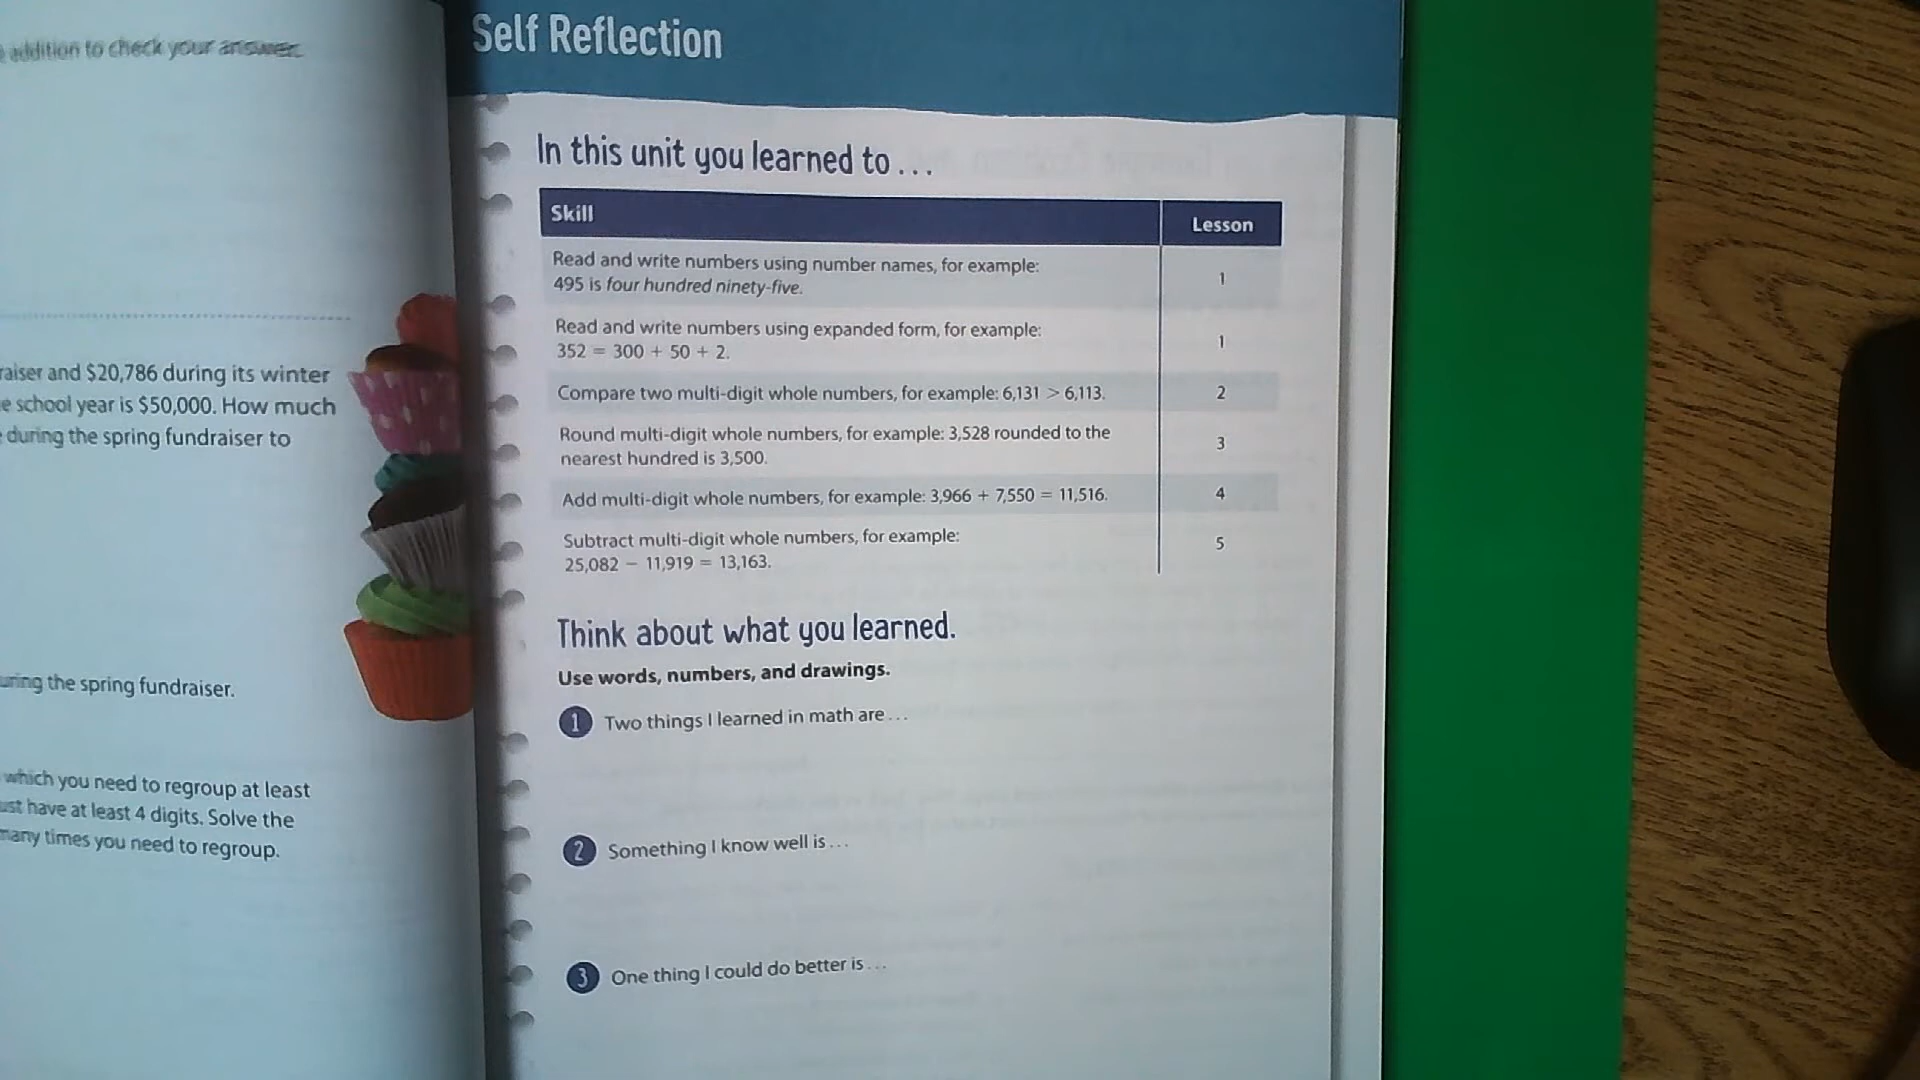 addition to check your answer.
raiser and $20,786 during its winter
e school year is $50,000. How much
during the spring fundraiser to
uring the spring fundraiser.
which you need to regroup at least
ust have at least 4 digits. Solve the
many times you need to regroup.
Self Reflection
In this unit you learned to ...
Skill
Lesson
Read and write numbers using number names, for example:
495 is four hundred ninety-five.
1
Read and write numbers using expanded form, for example:
352 = 300 + 50 + 2.
1
Compare two multi-digit whole numbers, for example: 6,131 > 6,113.
2
Round multi-digit whole numbers, for example: 3,528 rounded to the
nearest hundred is 3,500.
3
Add multi-digit whole numbers, for example: 3,966 + 7,550 = 11,516.
4
Subtract multi-digit whole numbers, for example:
25,082 − 11,919 = 13,163.
5
Think about what you learned.
Use words, numbers, and drawings.
1 Two things I learned in math are ...
2 Something I know well is ...
3 One thing I could do better is ...